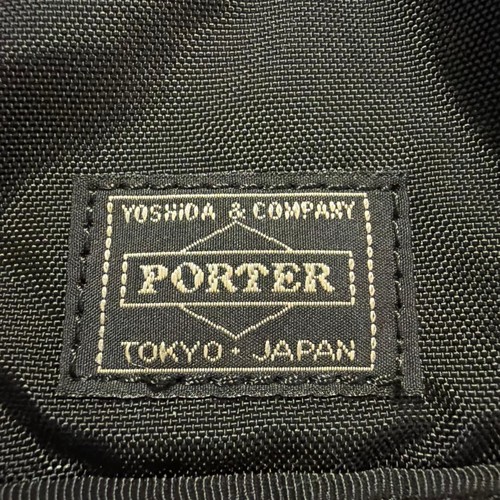 YOSHIDA & COMPANY
PORTER
TOKYO · JAPAN